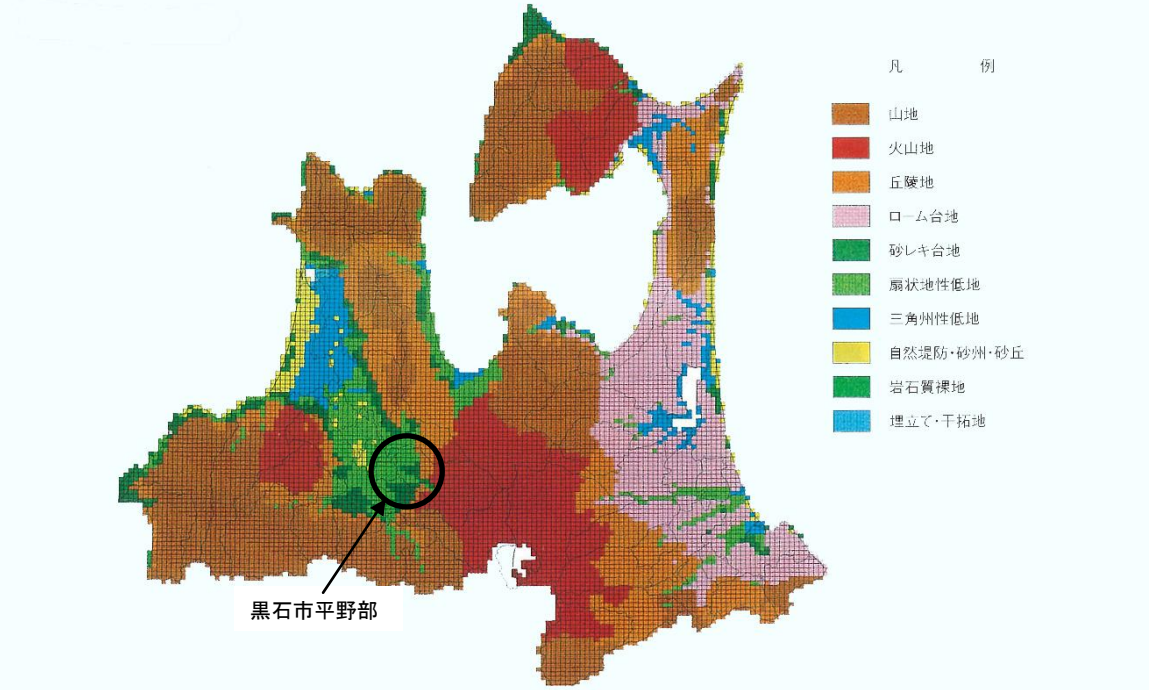 凡 例
山地
火山地
丘陵地
ローム台地
砂レキ台地
扇状地性低地
三角州性低地
自然堤防・砂州・砂丘
岩石質裸地
埋立て・干拓地
黒石市平野部